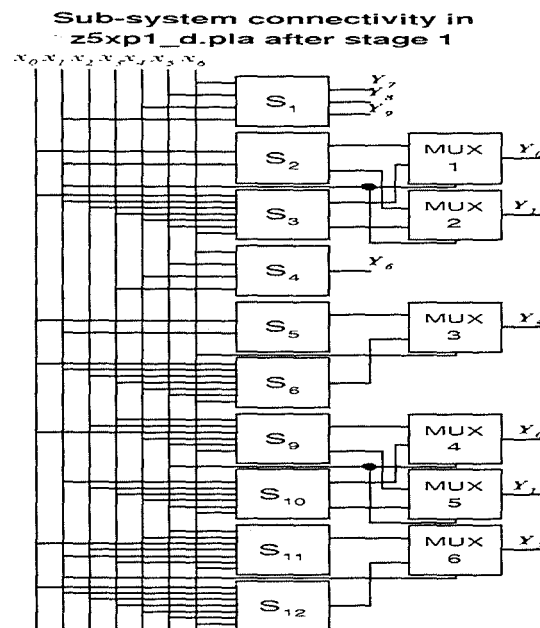 Sub-system connectivity in
z5xp1_d.pla after stage 1
x₀ x₁ x₂ x₃ x₄ x₅ x₆
S₁
Y₇
Y₈
Y₉
S₂
MUX
1
S₃
MUX
2
S₄
Y₆
S₅
MUX
3
S₆
S₉
MUX
4
S₁₀
MUX
5
S₁₁
MUX
6
S₁₂